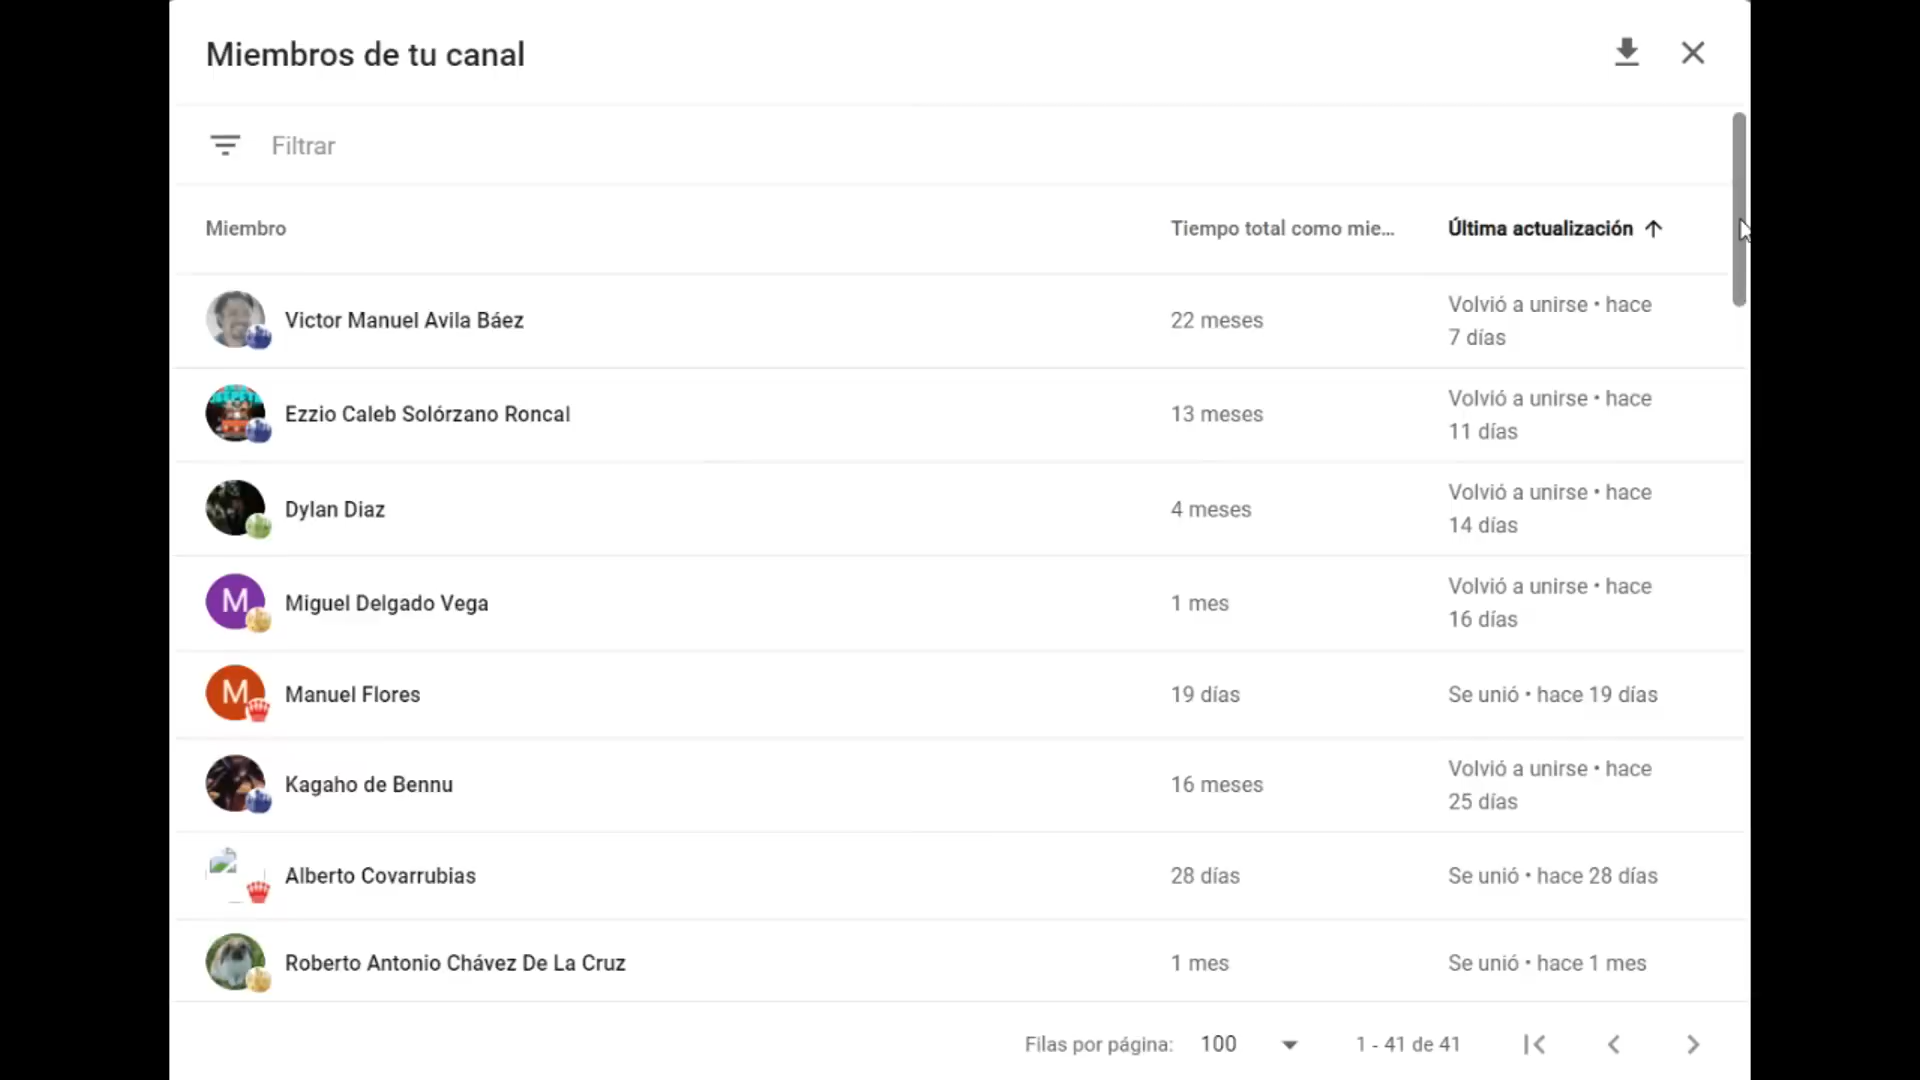 Miembros de tu canal
Filtrar
Miembro
Tiempo total como mie...
Última actualización
Victor Manuel Avila Báez
22 meses
Volvió a unirse • hace
7 días
Ezzio Caleb Solórzano Roncal
13 meses
Volvió a unirse • hace
11 días
Dylan Diaz
4 meses
Volvió a unirse • hace
14 días
M
Miguel Delgado Vega
1 mes
Volvió a unirse • hace
16 días
M
Manuel Flores
19 días
Se unió • hace 19 días
Kagaho de Bennu
16 meses
Volvió a unirse • hace
25 días
Alberto Covarrubias
28 días
Se unió • hace 28 días
Roberto Antonio Chávez De La Cruz
1 mes
Se unió • hace 1 mes
Filas por página:
100
1 - 41 de 41